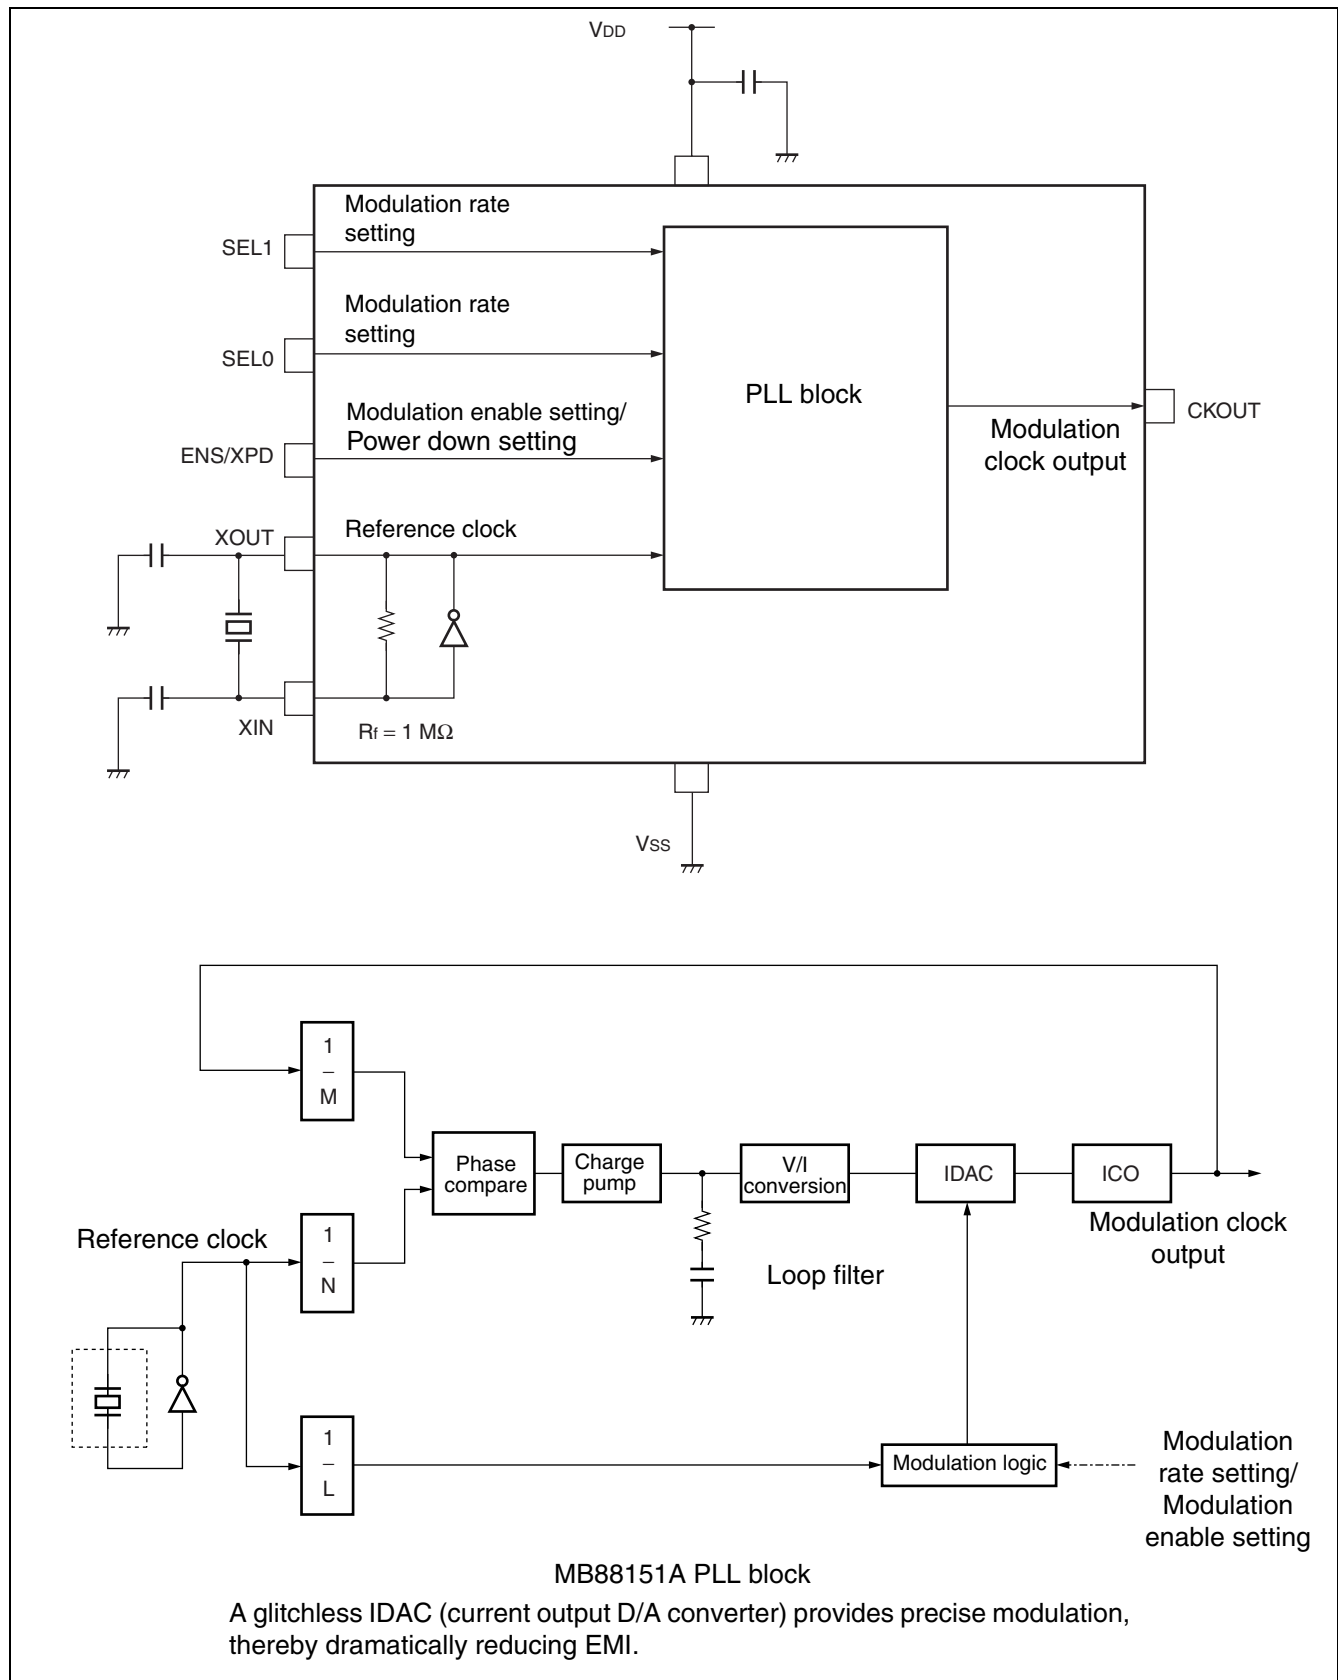 VDD
Modulation rate
setting
SEL1
Modulation rate
setting
SEL0
PLL block
CKOUT
Modulation enable setting/
Power down setting
ENS/XPD
Modulation
clock output
XOUT
Reference clock
XIN
Rf = 1 MΩ
VSS
1
–
M
Phase
compare
Charge
pump
V/I
conversion
IDAC
ICO
Reference clock
1
–
N
Modulation clock
output
Loop filter
1
–
L
Modulation logic
Modulation
rate setting/
Modulation
enable setting
MB88151A PLL block
A glitchless IDAC (current output D/A converter) provides precise modulation,
thereby dramatically reducing EMI.